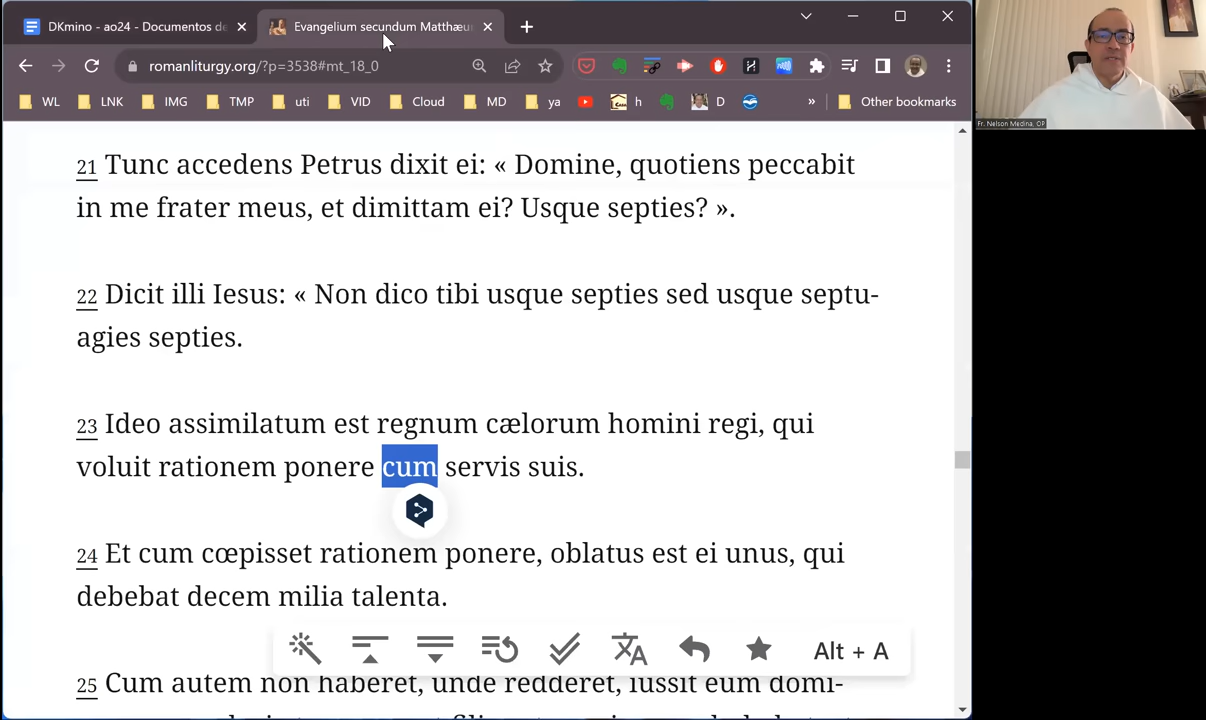 DKmino - ao24 - Documentos de
Evangelium secundum Matthæu
romanliturgy.org/?p=3538#mt_18_0
WL LNK IMG TMP uti VID Cloud MD ya h D » Other bookmarks
Fr. Nelson Medina, OP
21 Tunc accedens Petrus dixit ei: « Domine, quotiens peccabit
in me frater meus, et dimittam ei? Usque septies? ».
22 Dicit illi Iesus: « Non dico tibi usque septies sed usque septu-
agies septies.
23 Ideo assimilatum est regnum cælorum homini regi, qui
voluit rationem ponere cum servis suis.
24 Et cum cœpisset rationem ponere, oblatus est ei unus, qui
debebat decem milia talenta.
Alt + A
25 Cum autem non haberet, unde redderet, iussit eum domi-